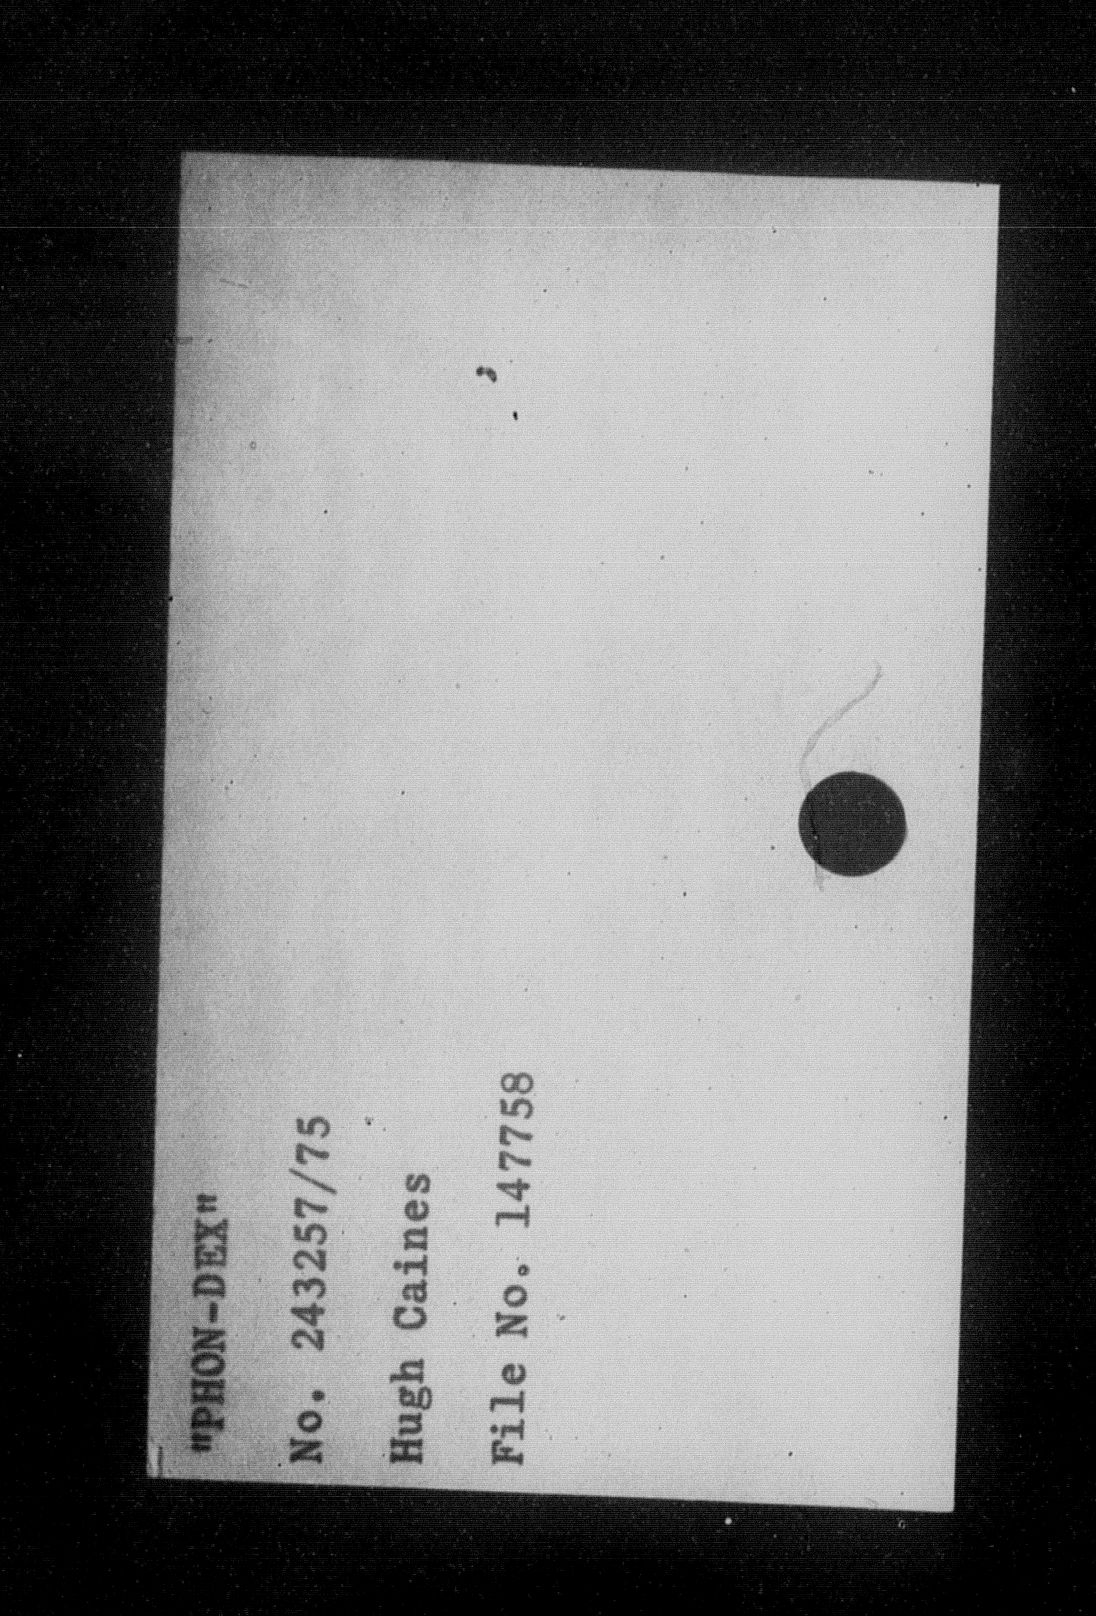 "PHON-DEX"
No. 243257/75
Hugh Caines
File No. 147758